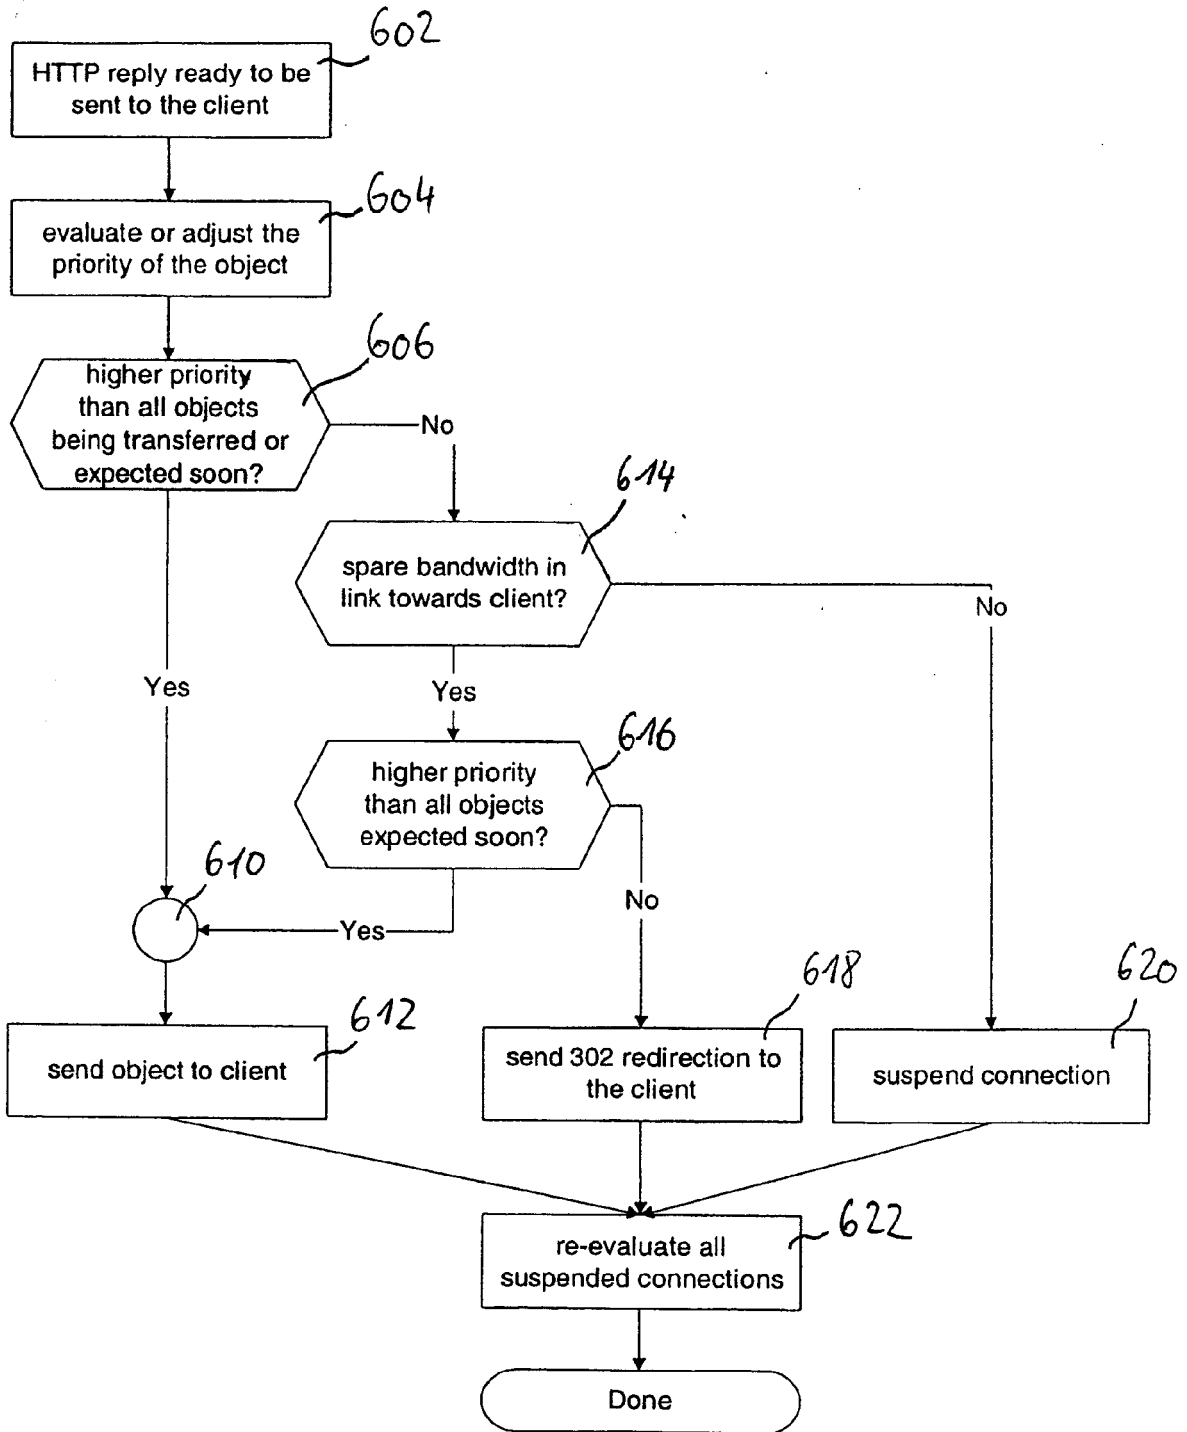 602
HTTP reply ready to be
sent to the client
604
evaluate or adjust the
priority of the object
606
higher priority
than all objects
being transferred or
expected soon?
No
614
spare bandwidth in
link towards client?
No
Yes
Yes
616
higher priority
than all objects
expected soon?
610
No
Yes
618
620
612
send object to client
send 302 redirection to
the client
suspend connection
622
re-evaluate all
suspended connections
Done